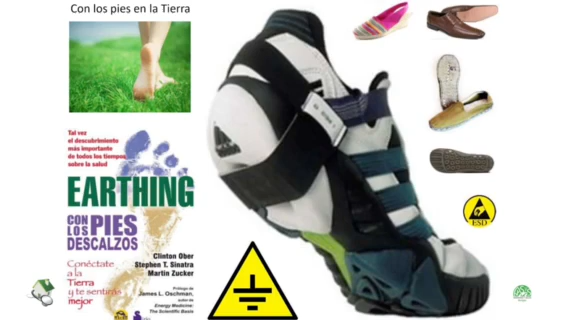 Con los pies en la Tierra
Tal vez
el descubrimiento
más importante
de todos los tiempos
sobre la salud
EARTHING
CON
LOS PIES
DESCALZOS
Clinton Ober
Stephen T. Sinatra
Martin Zucker
Conéctate
a la
Tierra
y te sentirás
mejor
Prólogo de
James L. Oschman,
autor de
Energy Medicine:
The Scientific Basis
ESD